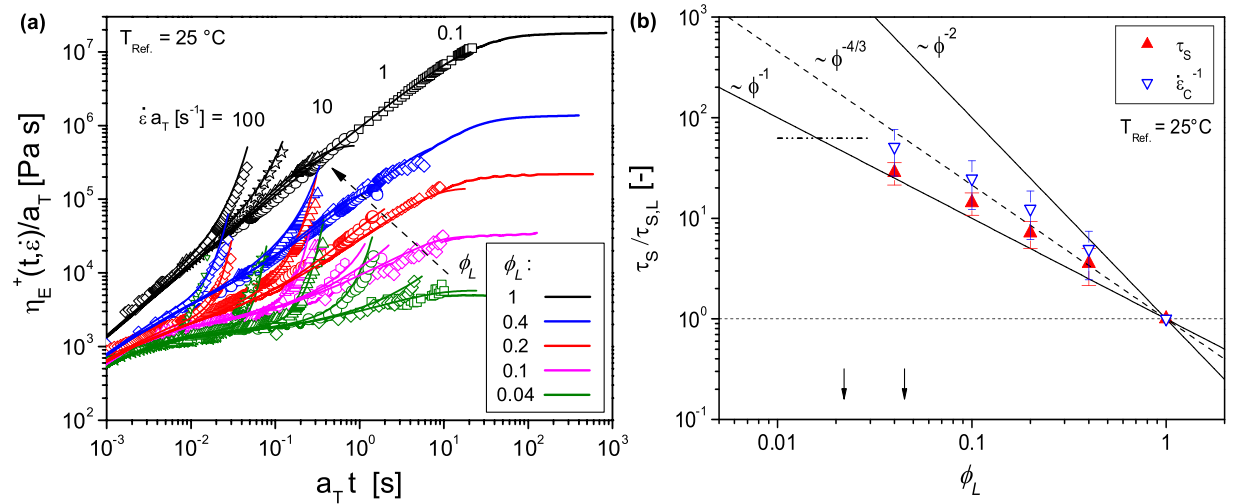 (a)
T_Ref. = 25 °C
0.1
1
10
ε̇ a_T [s⁻¹] = 100
η_E⁺(t,ε̇)/a_T [Pa s]
10⁷
10⁶
10⁵
10⁴
10³
10²
ϕ_L
ϕ_L :
1
0.4
0.2
0.1
0.04
10⁻³ 10⁻² 10⁻¹ 10⁰ 10¹ 10² 10³
a_T t [s]
(b)
~ ϕ⁻²
~ ϕ⁻⁴/³
~ ϕ⁻¹
τ_S
ε̇_C⁻¹
T_Ref. = 25°C
τ_S/τ_S,L [-]
10³
10²
10¹
10⁰
10⁻¹
0.01 0.1 1
ϕ_L